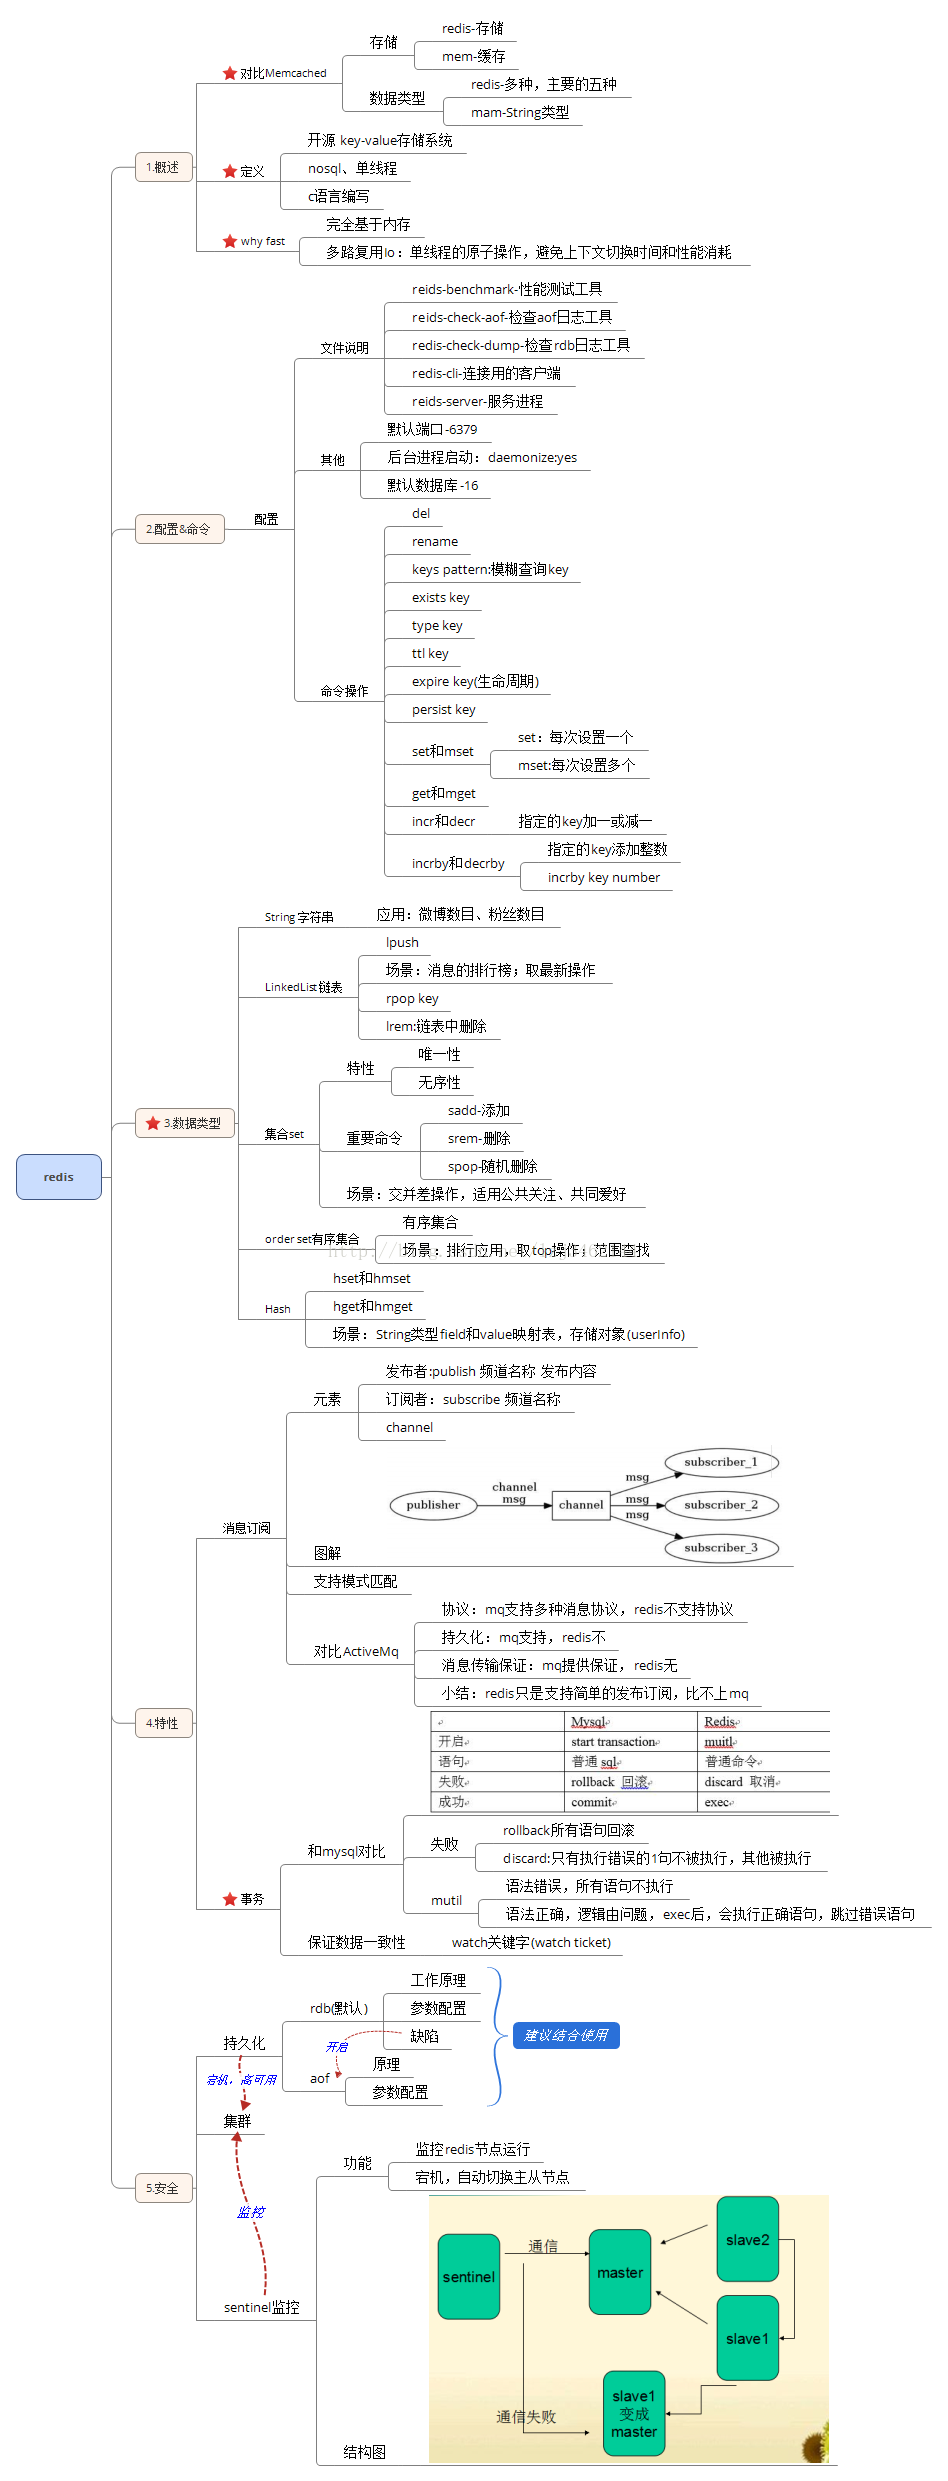 redis
1.概述
对比Memcached
存储
redis-存储
mem-缓存
数据类型
redis-多种，主要的五种
mam-String类型
定义
开源 key-value存储系统
nosql、单线程
c语言编写
why fast
完全基于内存
多路复用Io：单线程的原子操作，避免上下文切换时间和性能消耗
2.配置&命令
配置
文件说明
reids-benchmark-性能测试工具
reids-check-aof-检查aof日志工具
redis-check-dump-检查rdb日志工具
redis-cli-连接用的客户端
reids-server-服务进程
其他
默认端口-6379
后台进程启动：daemonize:yes
默认数据库-16
命令操作
del
rename
keys pattern:模糊查询key
exists key
type key
ttl key
expire key(生命周期)
persist key
set和mset
set：每次设置一个
mset:每次设置多个
get和mget
incr和decr
指定的key加一或减一
incrby和decrby
指定的key添加整数
incrby key number
3.数据类型
String 字符串
应用：微博数目、粉丝数目
LinkedList链表
lpush
场景：消息的排行榜；取最新操作
rpop key
lrem:链表中删除
集合set
特性
唯一性
无序性
重要命令
sadd-添加
srem-删除
spop-随机删除
场景：交并差操作，适用公共关注、共同爱好
order set有序集合
有序集合
场景：排行应用，取top操作；范围查找
Hash
hset和hmset
hget和hmget
场景：String类型field和value映射表，存储对象(userInfo)
4.特性
消息订阅
元素
发布者:publish 频道名称 发布内容
订阅者：subscribe 频道名称
channel
图解
publisher
channel
msg
channel
msg
msg
msg
subscriber_1
subscriber_2
subscriber_3
支持模式匹配
对比ActiveMq
协议：mq支持多种消息协议，redis不支持协议
持久化：mq支持，redis不
消息传输保证：mq提供保证，redis无
小结：redis只是支持简单的发布订阅，比不上mq
事务
和mysql对比
Mysql Redis
开启 start transaction muitl
语句 普通 sql 普通命令
失败 rollback 回滚 discard 取消
成功 commit exec
失败
rollback所有语句回滚
discard:只有执行错误的1句不被执行，其他被执行
mutil
语法错误，所有语句不执行
语法正确，逻辑由问题，exec后，会执行正确语句，跳过错误语句
保证数据一致性
watch关键字(watch ticket)
5.安全
持久化
rdb(默认)
工作原理
参数配置
缺陷
开启
aof
原理
参数配置
建议结合使用
宕机，高可用
集群
监控
sentinel监控
功能
监控redis节点运行
宕机，自动切换主从节点
结构图
sentinel
通信
master
slave2
slave1
通信失败
slave1
变成
master